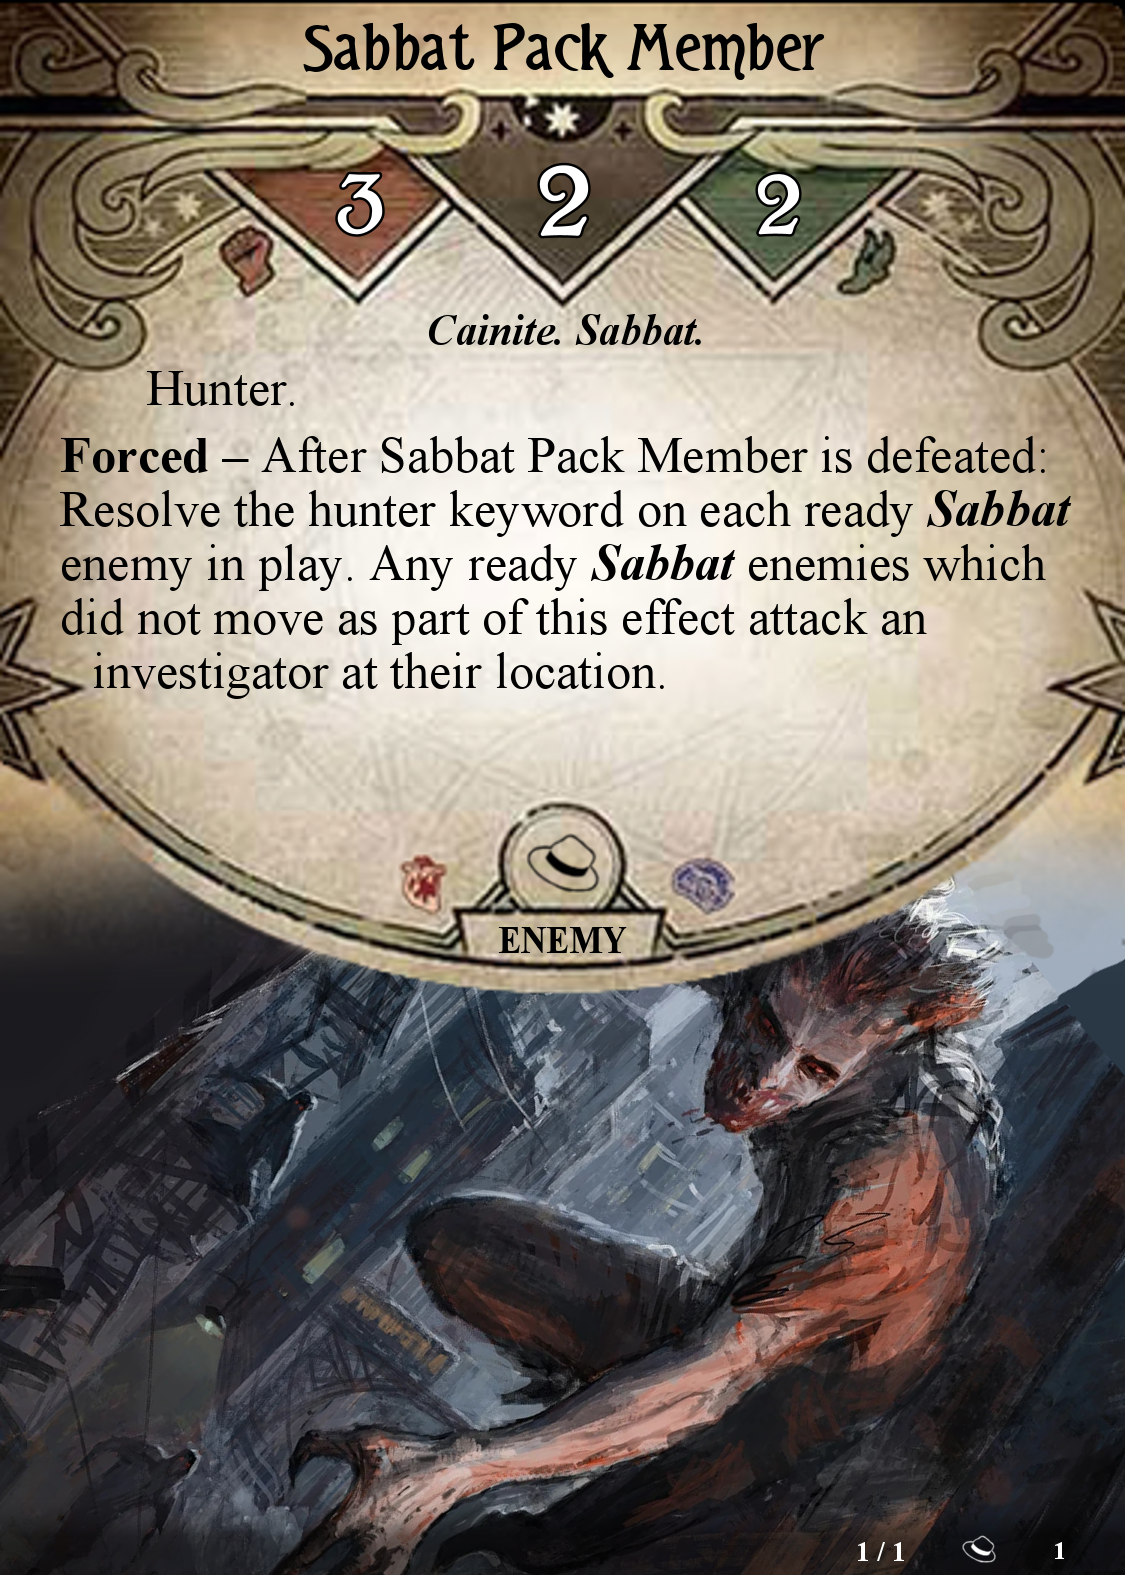 Sabbat Pack Member
3 2 2
Cainite. Sabbat.
Hunter.
Forced – After Sabbat Pack Member is defeated:
Resolve the hunter keyword on each ready Sabbat
enemy in play. Any ready Sabbat enemies which
did not move as part of this effect attack an
investigator at their location.
ENEMY
1 / 1 1